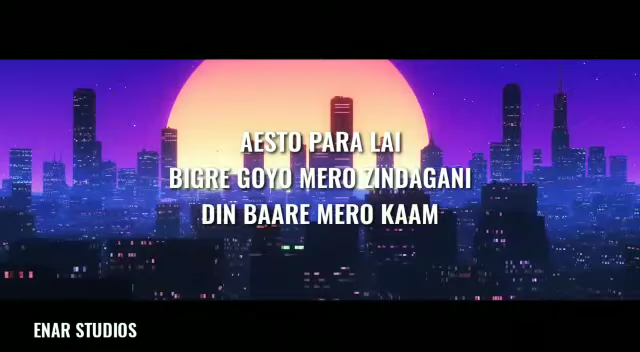 AESTO PARA LAI
BIGRE GOYO MERO ZINDAGANI
DIN BAARE MERO KAAM
ENAR STUDIOS